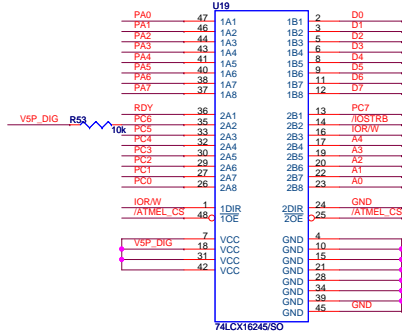 U19
PA0 47 1A1 1B1 2 D0
PA1 46 1A2 1B2 3 D1
PA2 44 1A3 1B3 5 D2
PA3 43 1A4 1B4 6 D3
PA4 41 1A5 1B5 8 D4
PA5 40 1A6 1B6 9 D5
PA6 38 1A7 1B7 11 D6
PA7 37 1A8 1B8 12 D7
RDY 36 2A1 2B1 13 PC7
V5P_DIG R53 10k PC6 35 2A2 2B2 14 /IOSTRB
PC5 33 2A3 2B3 16 IOR/W
PC4 32 2A4 2B4 17 A4
PC3 30 2A5 2B5 19 A3
PC2 29 2A6 2B6 20 A2
PC1 27 2A7 2B7 22 A1
PC0 26 2A8 2B8 23 A0
IOR/W 1 1DIR 2DIR 24 GND
/ATMEL_CS 48 1OE 2OE 25 /ATMEL_CS
7 VCC GND 4
V5P_DIG 18 VCC GND 10
31 VCC GND 15
42 VCC GND 21
GND 28
GND 34
GND 39
GND 45 GND
74LCX16245/SO